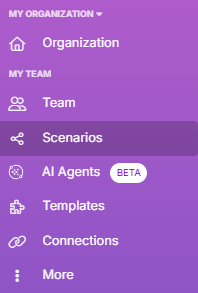 MY ORGANIZATION
Organization
MY TEAM
Team
Scenarios
AI Agents BETA
Templates
Connections
More